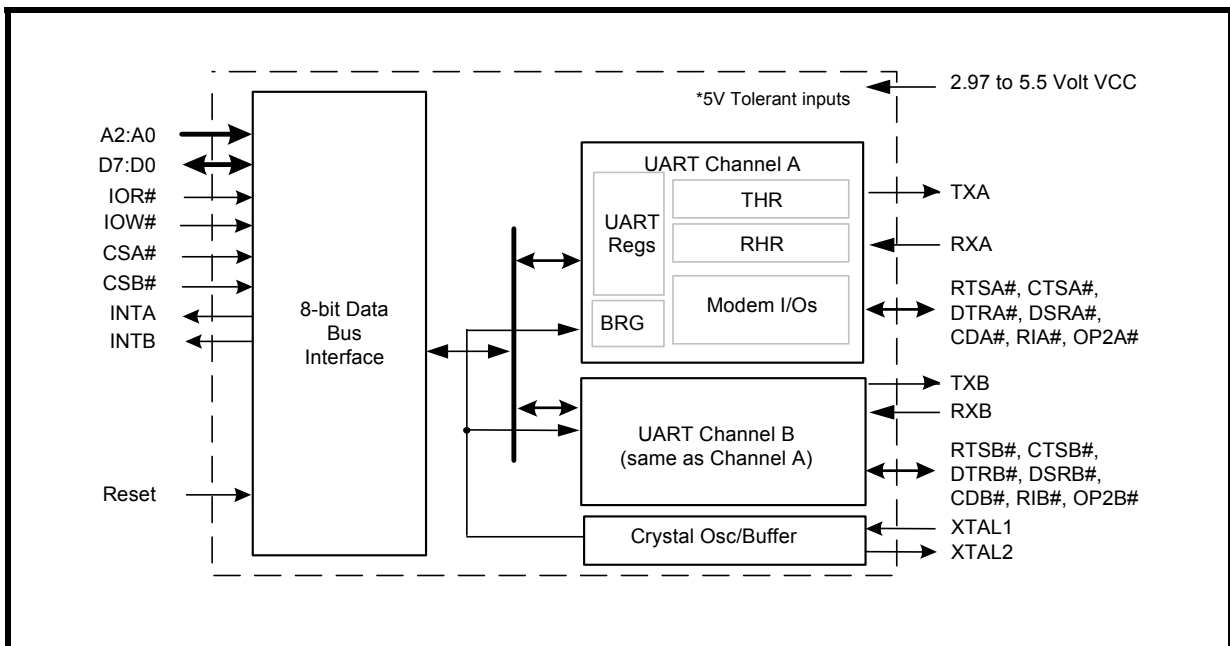 2.97 to 5.5 Volt VCC
*5V Tolerant inputs
A2:A0
D7:D0
IOR#
IOW#
CSA#
CSB#
INTA
INTB
Reset
8-bit Data
Bus
Interface
UART Channel A
UART
Regs
THR
RHR
BRG
Modem I/Os
TXA
RXA
RTSA#, CTSA#,
DTRA#, DSRA#,
CDA#, RIA#, OP2A#
UART Channel B
(same as Channel A)
TXB
RXB
RTSB#, CTSB#,
DTRB#, DSRB#,
CDB#, RIB#, OP2B#
Crystal Osc/Buffer
XTAL1
XTAL2